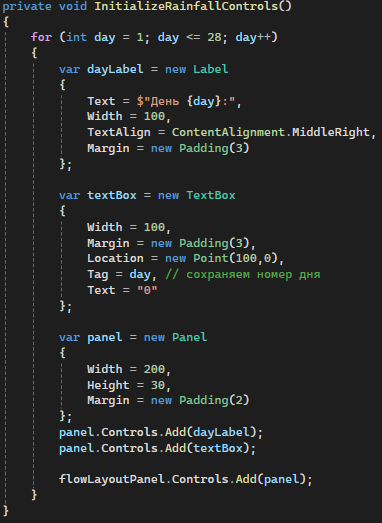 private void InitializeRainfallControls()
{
    for (int day = 1; day <= 28; day++)
    {
        var dayLabel = new Label
        {
            Text = $"День {day}:",
            Width = 100,
            TextAlign = ContentAlignment.MiddleRight,
            Margin = new Padding(3)
        };

        var textBox = new TextBox
        {
            Width = 100,
            Margin = new Padding(3),
            Location = new Point(100,0),
            Tag = day, // сохраняем номер дня
            Text = "0"
        };

        var panel = new Panel
        {
            Width = 200,
            Height = 30,
            Margin = new Padding(2)
        };
        panel.Controls.Add(dayLabel);
        panel.Controls.Add(textBox);

        flowLayoutPanel.Controls.Add(panel);
    }
}